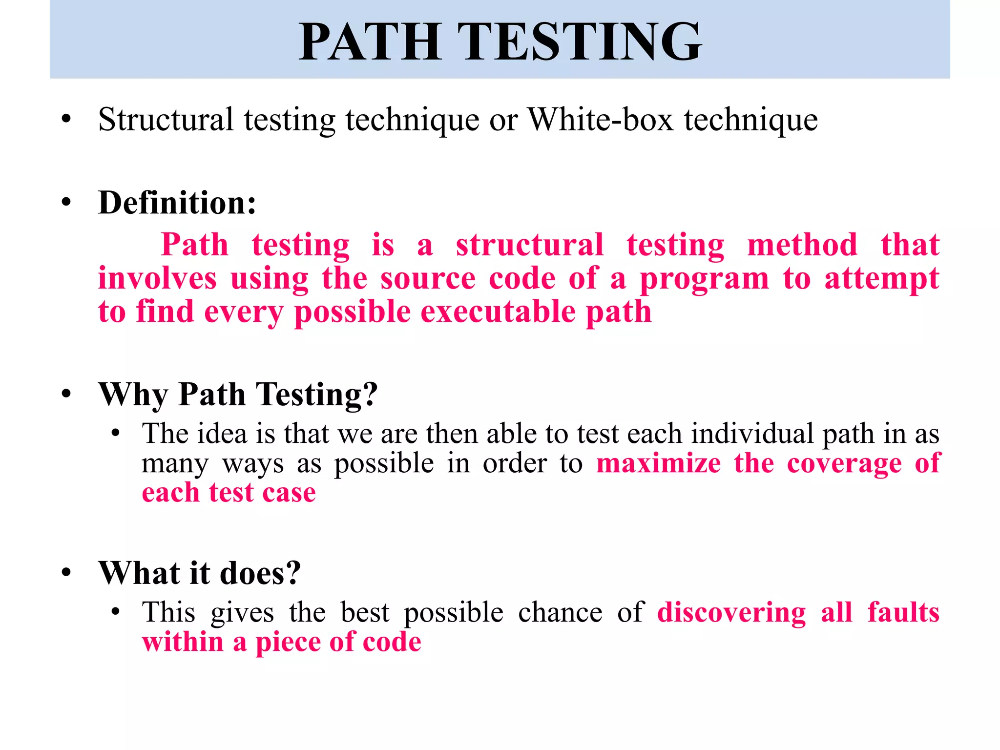 PATH TESTING
• Structural testing technique or White-box technique
• Definition:
Path testing is a structural testing method that
involves using the source code of a program to attempt
to find every possible executable path
• Why Path Testing?
• The idea is that we are then able to test each individual path in as
many ways as possible in order to maximize the coverage of
each test case
• What it does?
• This gives the best possible chance of discovering all faults
within a piece of code